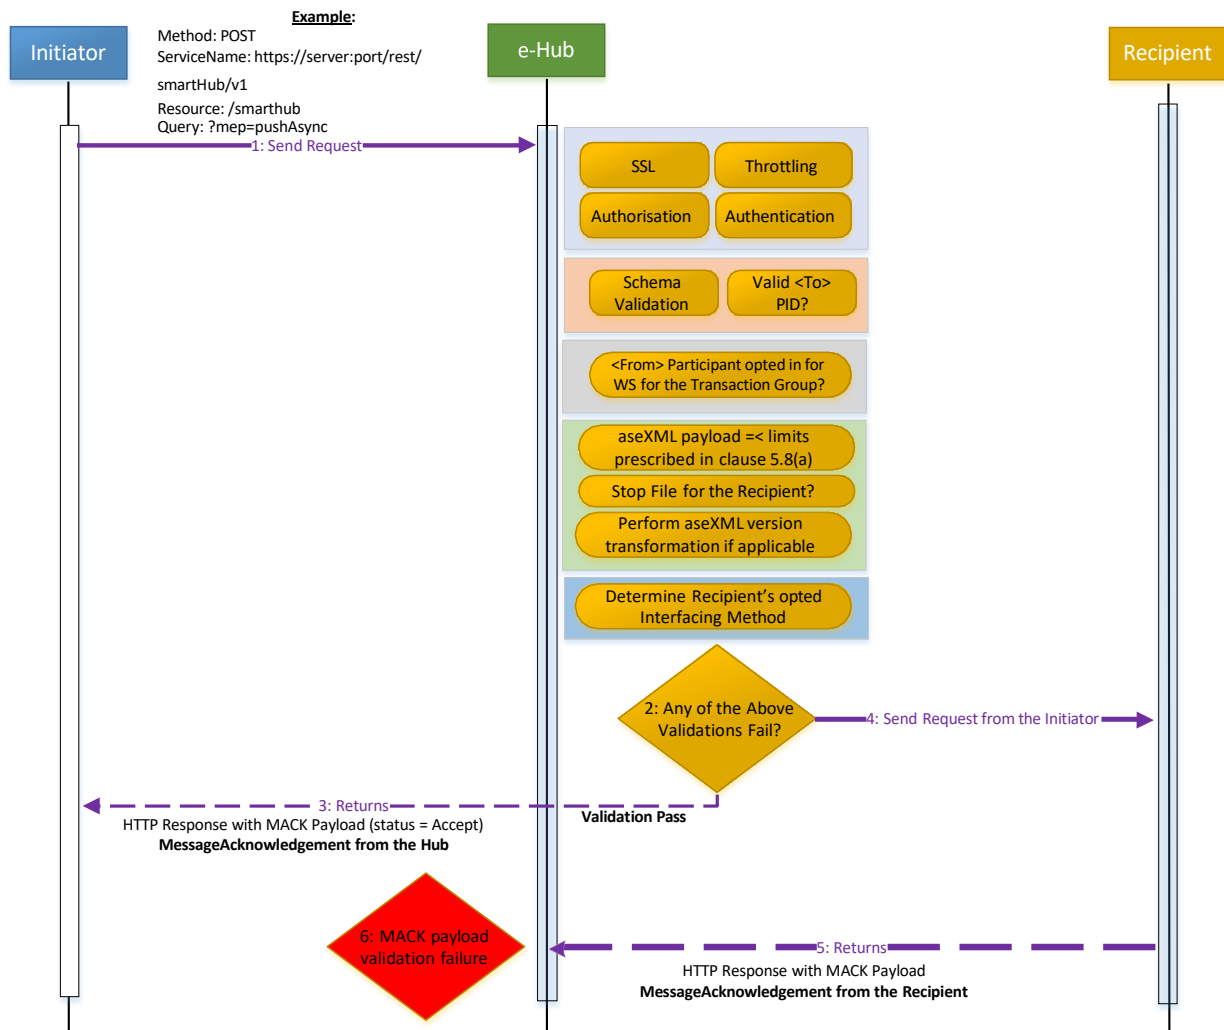 Example:
Method: POST
ServiceName: https://server:port/rest/
smartHub/v1
Resource: /smarthub
Query: ?mep=pushAsync
Initiator
e-Hub
Recipient
1: Send Request
SSL
Throttling
Authorisation
Authentication
Schema
Validation
Valid <To>
PID?
<From> Participant opted in for
WS for the Transaction Group?
aseXML payload =< limits
prescribed in clause 5.8(a)
Stop File for the Recipient?
Perform aseXML version
transformation if applicable
Determine Recipient’s opted
Interfacing Method
2: Any of the Above
Validations Fail?
4: Send Request from the Initiator
3: Returns
Validation Pass
HTTP Response with MACK Payload (status = Accept)
MessageAcknowledgement from the Hub
6: MACK payload
validation failure
5: Returns
HTTP Response with MACK Payload
MessageAcknowledgement from the Recipient